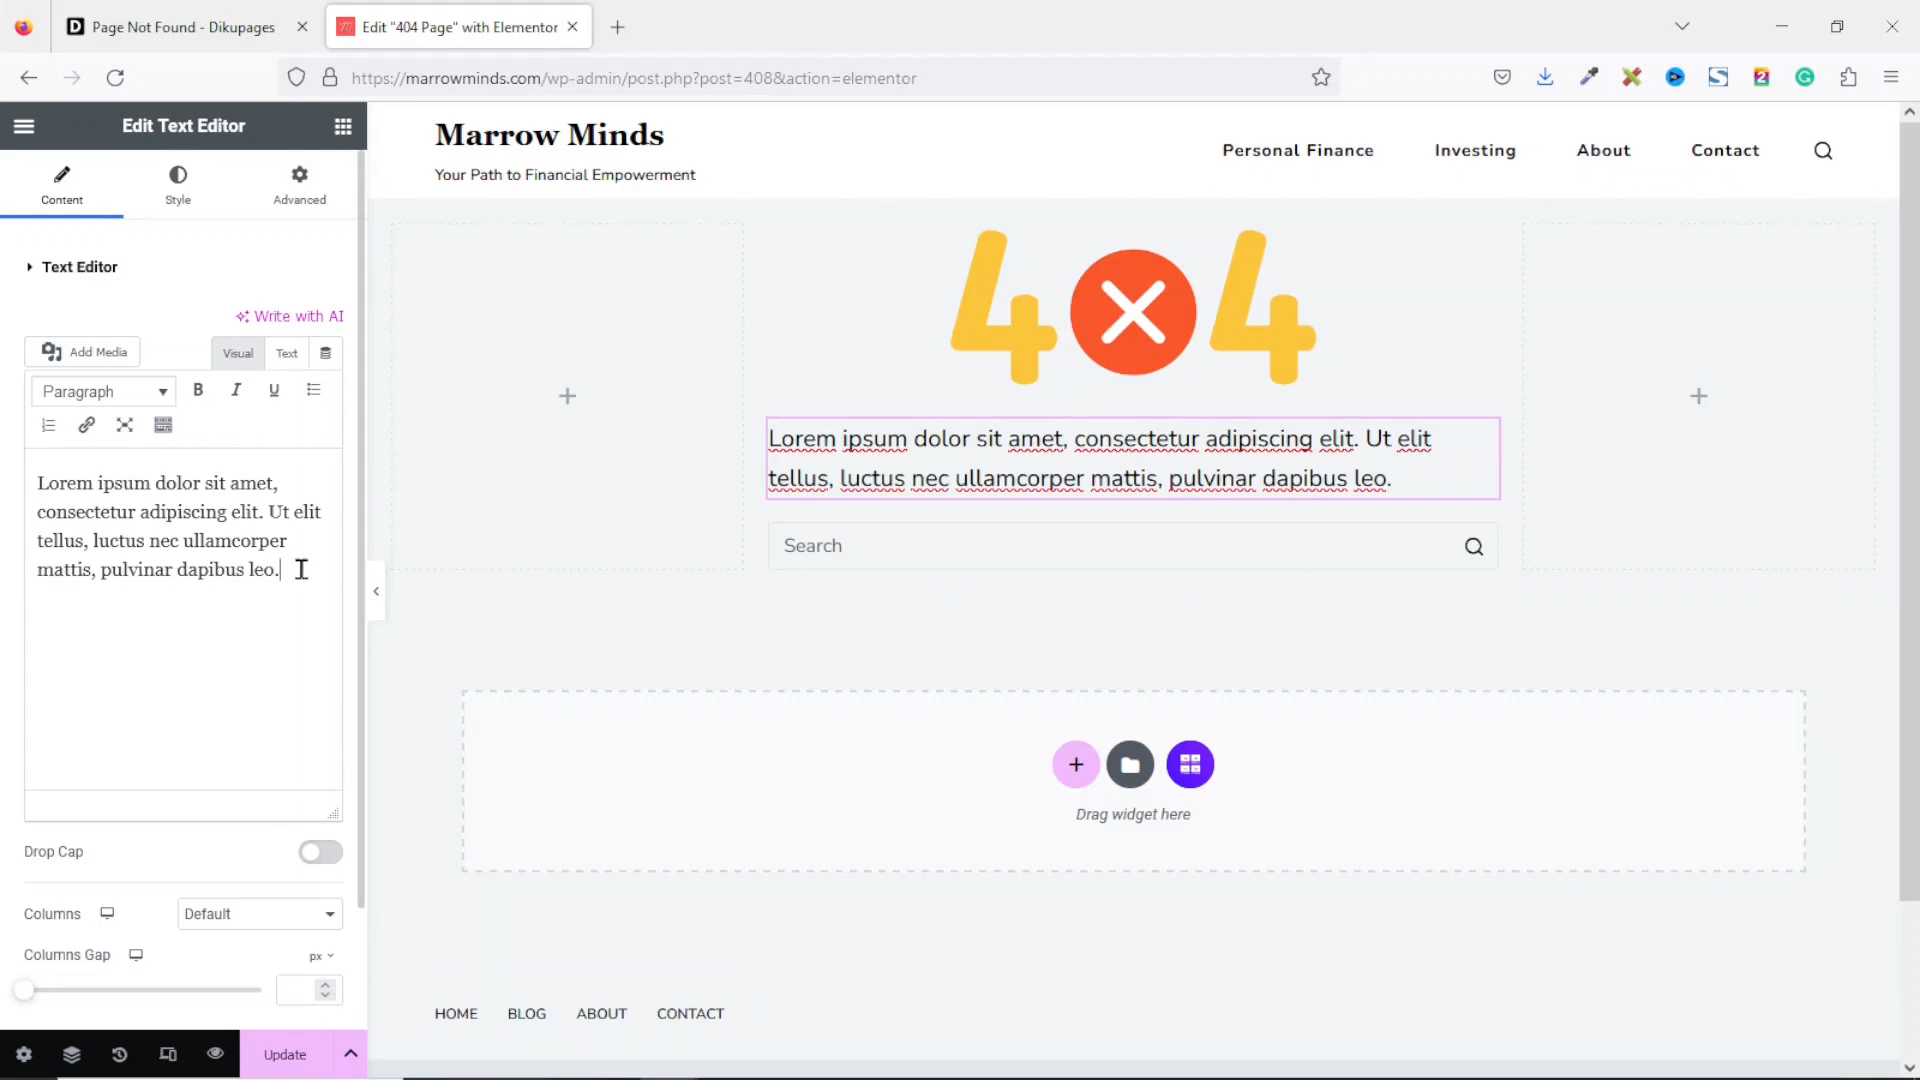 Page Not Found - Dikupages
Edit "404 Page" with Elementor
https://marrowminds.com/wp-admin/post.php?post=408&action=elementor
Edit Text Editor
Content
Style
Advanced
Text Editor
Write with AI
Add Media
Visual
Text
Paragraph
B
I
U
Lorem ipsum dolor sit amet,
consectetur adipiscing elit. Ut elit
tellus, luctus nec ullamcorper
mattis, pulvinar dapibus leo.
Drop Cap
Columns
Default
Columns Gap
px
Update
Marrow Minds
Your Path to Financial Empowerment
Personal Finance
Investing
About
Contact
4 4
Lorem ipsum dolor sit amet, consectetur adipiscing elit. Ut elit
tellus, luctus nec ullamcorper mattis, pulvinar dapibus leo.
Search
Drag widget here
HOME
BLOG
ABOUT
CONTACT